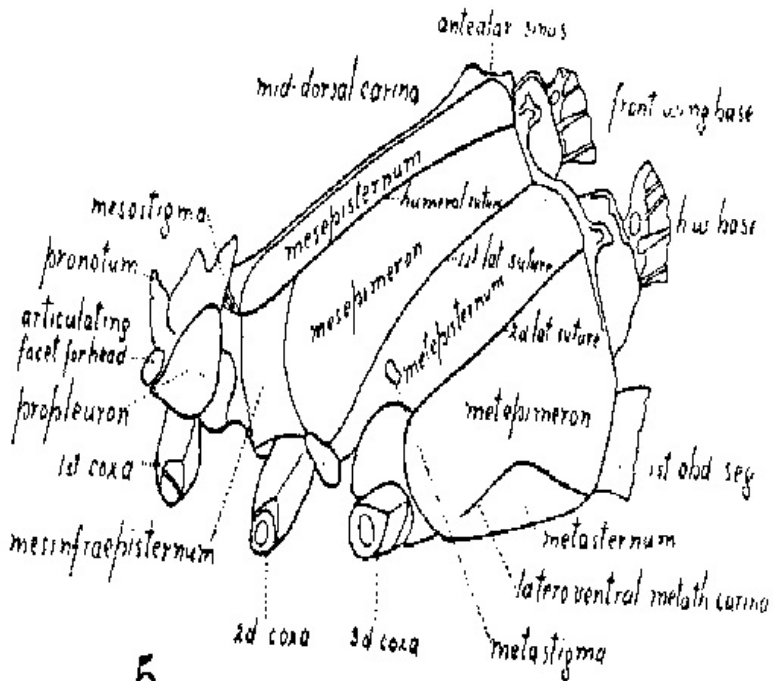 antealar sinus
mid-dorsal carina
front wing base
mesepisternum
humeral suture
mesostigma
h w base
pronotum
mesepimeron
1st lat suture
articulating
facet for head
metepisternum
2d lat suture
propleuron
metepimeron
1st coxa
1st abd seg
mesinfraepisternum
metasternum
lateroventral metath carina
2d coxa
3d coxa
metastigma
5